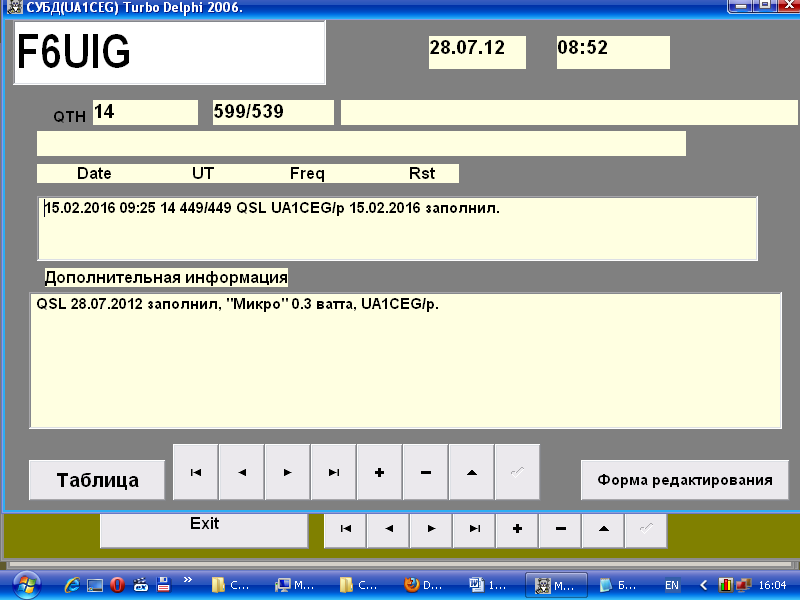 СУБД(UA1CEG) Turbo Delphi 2006.
F6UIG
28.07.12
08:52
QTH
14
599/539
Date UT Freq Rst
15.02.2016 09:25 14 449/449 QSL UA1CEG/p 15.02.2016 заполнил.
Дополнительная информация
QSL 28.07.2012 заполнил, "Микро" 0.3 ватта, UA1CEG/p.
Таблица
Форма редактирования
Exit
C... M... C... D... 1... M... Б... EN 16:04